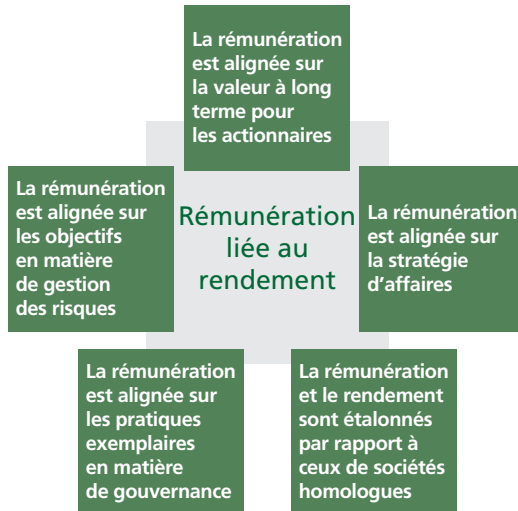 La rémunération
est alignée sur
la valeur à long
terme pour
les actionnaires
La rémunération
est alignée sur
les objectifs
en matière
de gestion
des risques
Rémunération
liée au
rendement
La rémunération
est alignée sur
la stratégie
d'affaires
La rémunération
est alignée sur
les pratiques
exemplaires
en matière
de gouvernance
La rémunération
et le rendement
sont étalonnés
par rapport à
ceux de sociétés
homologues